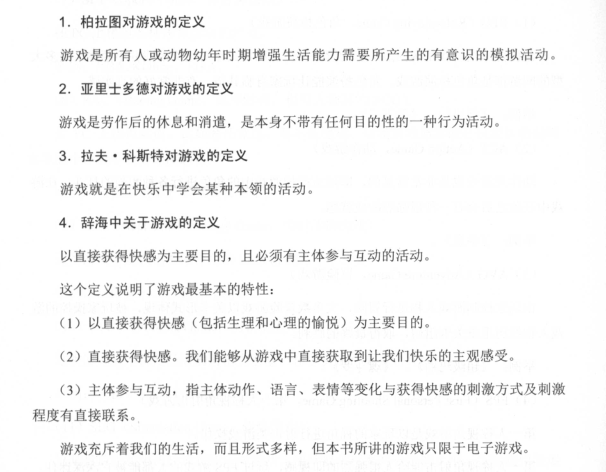 1．柏拉图对游戏的定义
游戏是所有人或动物幼年时期增强生活能力需要所产生的有意识的模拟活动。
2．亚里士多德对游戏的定义
游戏是劳作后的休息和消遣，是本身不带有任何目的性的一种行为活动。
3．拉夫·科斯特对游戏的定义
游戏就是在快乐中学会某种本领的活动。
4．辞海中关于游戏的定义
以直接获得快感为主要目的，且必须有主体参与互动的活动。
这个定义说明了游戏最基本的特性：
（1）以直接获得快感（包括生理和心理的愉悦）为主要目的。
（2）直接获得快感。我们能够从游戏中直接获取到让我们快乐的主观感受。
（3）主体参与互动，指主体动作、语言、表情等变化与获得快感的刺激方式及刺激
程度有直接联系。
游戏充斥着我们的生活，而且形式多样，但本书所讲的游戏只限于电子游戏。